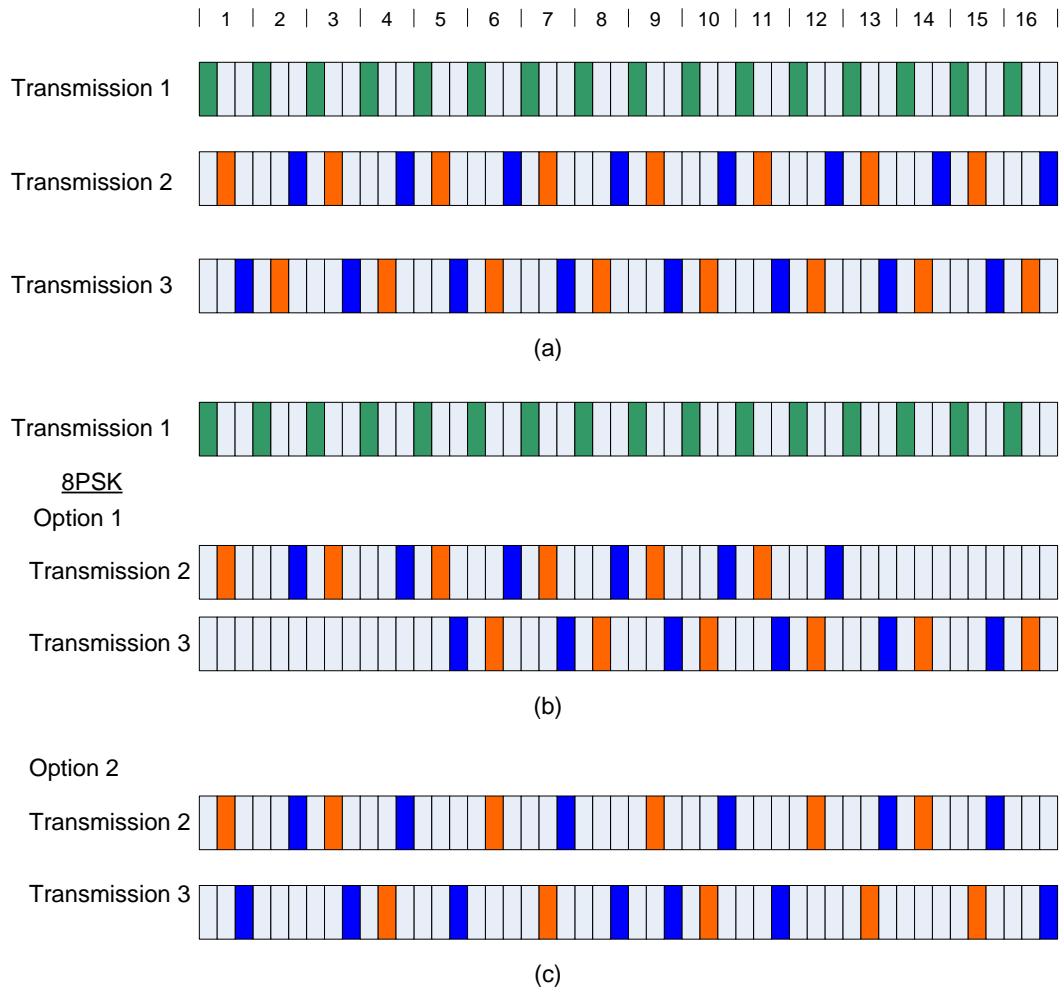 1 2 3 4 5 6 7 8 9 10 11 12 13 14 15 16
Transmission 1
Transmission 2
Transmission 3
(a)
Transmission 1
8PSK
Option 1
Transmission 2
Transmission 3
(b)
Option 2
Transmission 2
Transmission 3
(c)